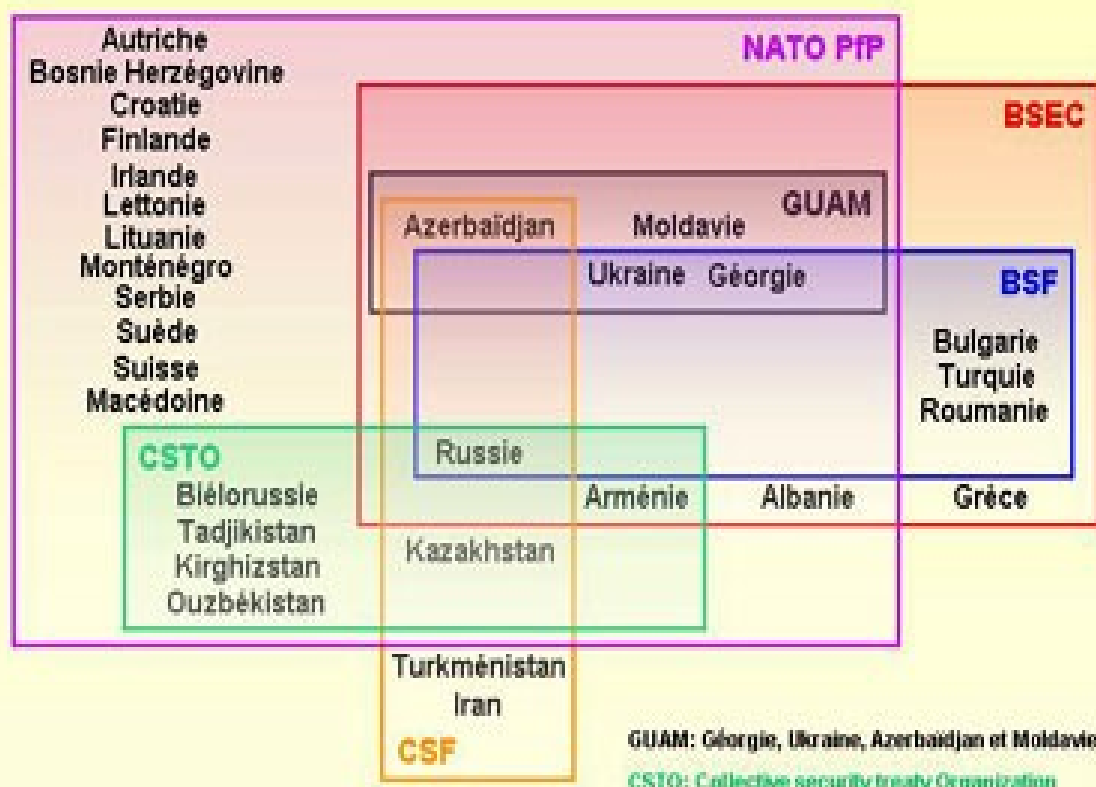 Autriche
Bosnie Herzégovine
Croatie
Finlande
Irlande
Lettonie
Lituanie
Monténégro
Serbie
Suède
Suisse
Macédoine
NATO PfP
BSEC
GUAM
Azerbaïdjan
Moldavie
Ukraine
Géorgie
BSF
Bulgarie
Turquie
Roumanie
CSTO
Russie
Biélorussie
Tadjikistan
Kirghizstan
Ouzbékistan
Arménie
Albanie
Grèce
Kazakhstan
Turkménistan
Iran
CSF
GUAM: Géorgie, Ukraine, Azerbaïdjan et Moldavie
CSTO: Collective security treaty Organization